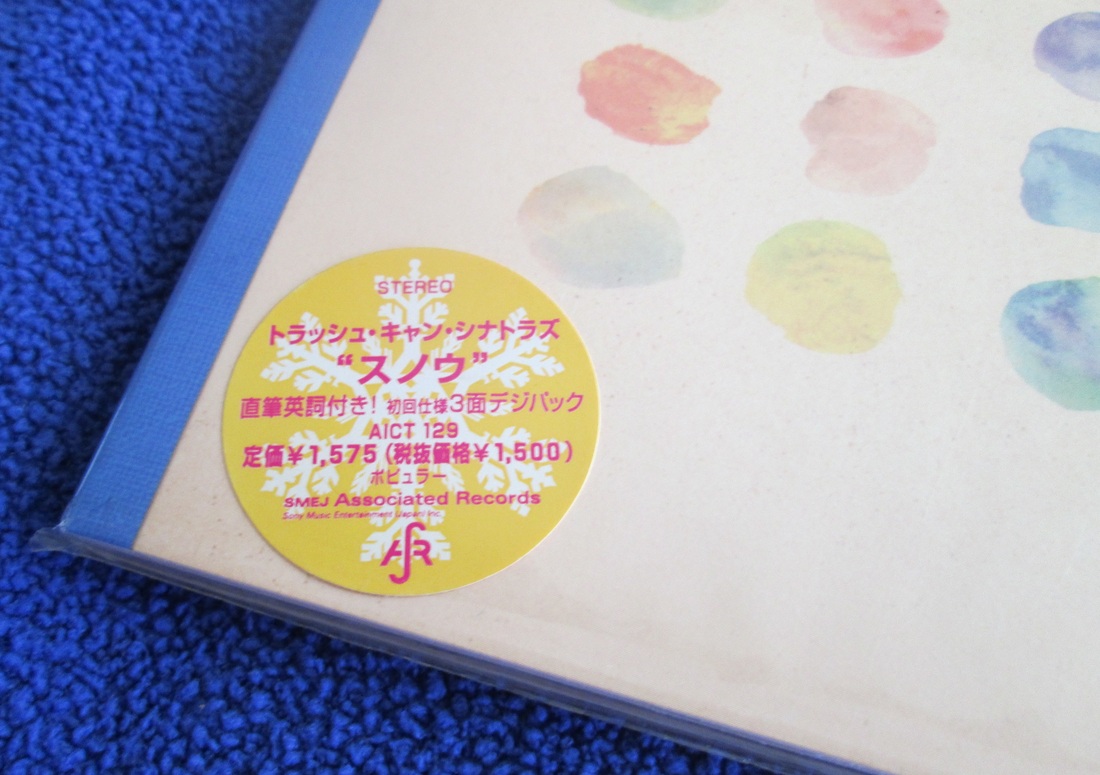 STEREO
トラッシュ・キャン・シナトラズ
“スノウ”
直筆英詞付き! 初回仕様3面デジパック
AICT 129
定価¥1,575(税抜価格¥1,500)
ポピュラー
SMEJ Associated Records
Sony Music Entertainment (Japan) Inc.
ASR